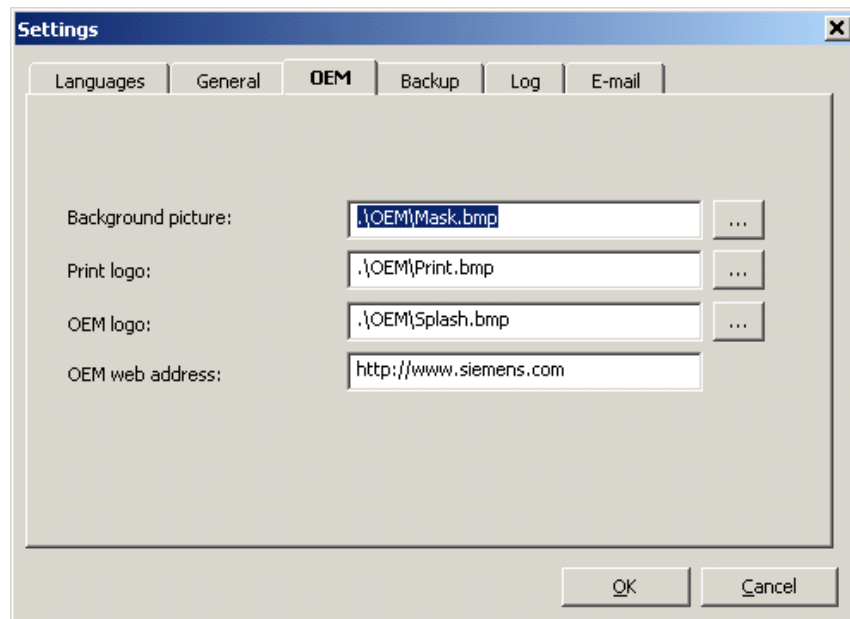 Settings
Languages General OEM Backup Log E-mail
Background picture: .\OEM\Mask.bmp ...
Print logo: .\OEM\Print.bmp ...
OEM logo: .\OEM\Splash.bmp ...
OEM web address: http://www.siemens.com
OK Cancel